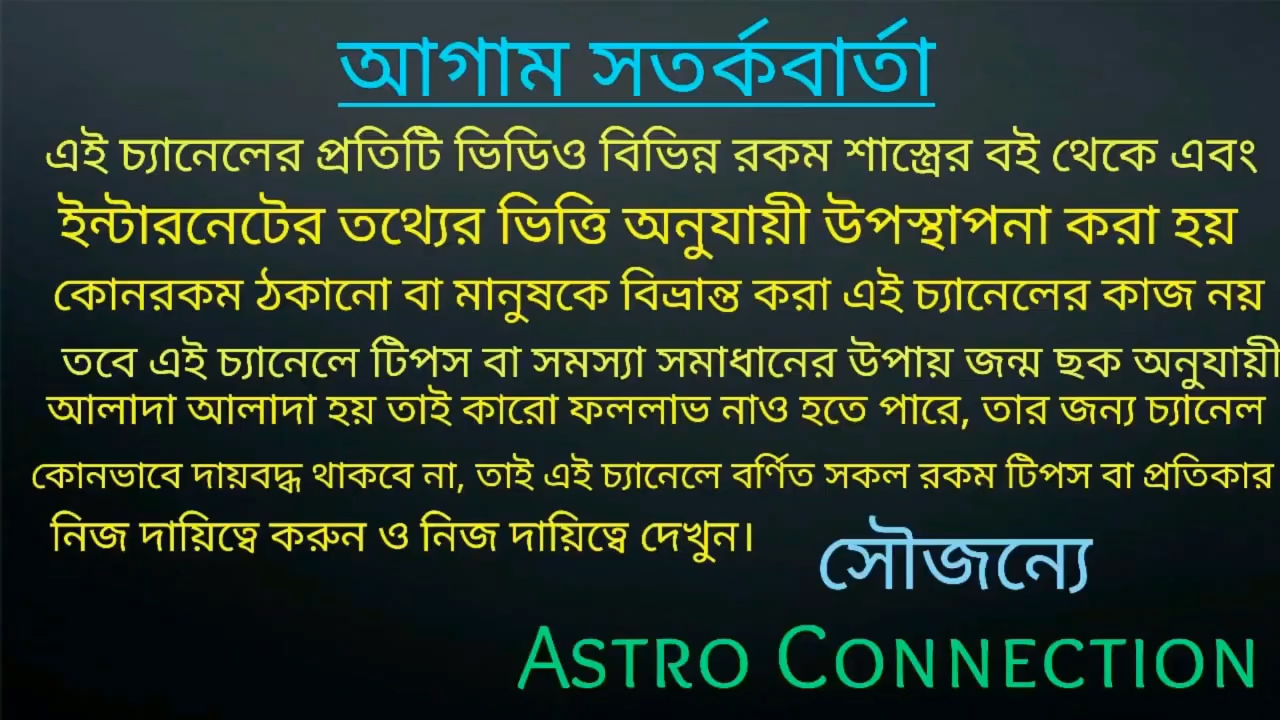 আগাম সতর্কবার্তা
এই চ্যানেলের প্রতিটি ভিডিও বিভিন্ন রকম শাস্ত্রের বই থেকে এবং
ইন্টারনেটের তথ্যের ভিত্তি অনুযায়ী উপস্থাপনা করা হয়
কোনরকম ঠকানো বা মানুষকে বিভ্রান্ত করা এই চ্যানেলের কাজ নয়
তবে এই চ্যানেলে টিপস বা সমস্যা সমাধানের উপায় জন্ম ছক অনুযায়ী
আলাদা আলাদা হয় তাই কারো ফললাভ নাও হতে পারে, তার জন্য চ্যানেল
কোনভাবে দায়বদ্ধ থাকবে না, তাই এই চ্যানেলে বর্ণিত সকল রকম টিপস বা প্রতিকার
নিজ দায়িত্বে করুন ও নিজ দায়িত্বে দেখুন।
সৌজন্যে
ASTRO CONNECTION